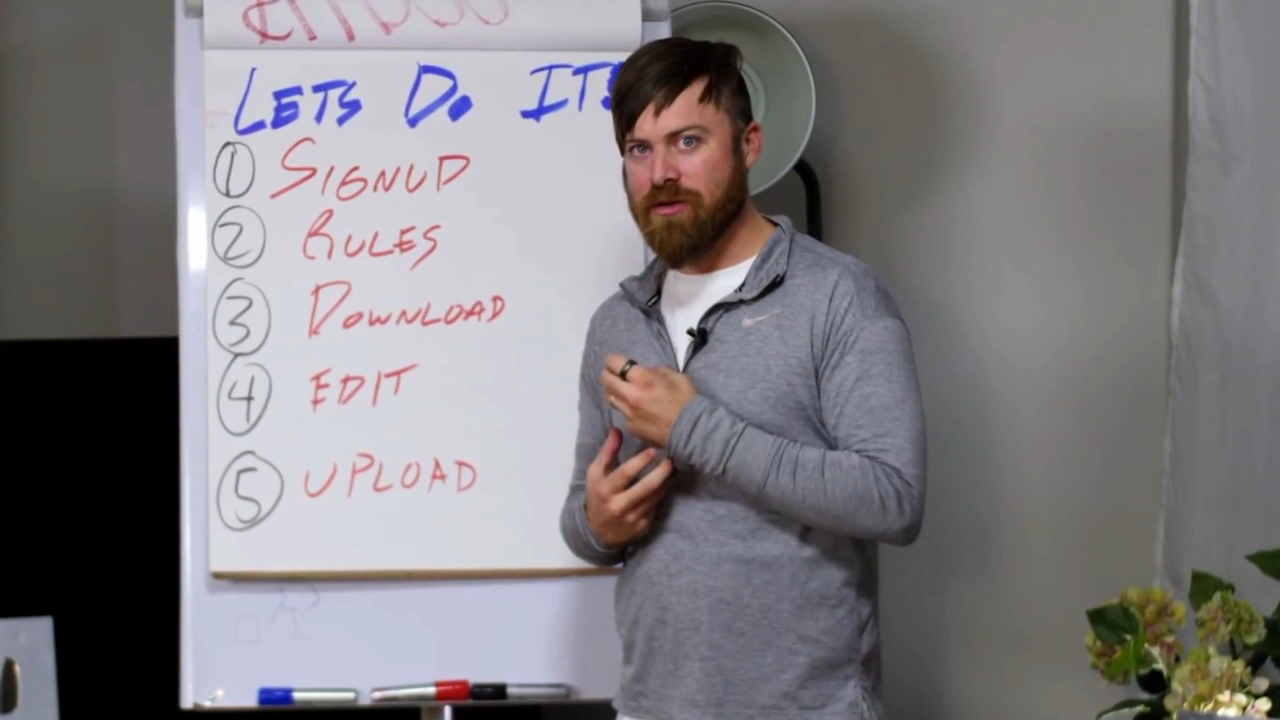 LETS DO IT!
1 SIGNUP
2 RULES
3 DOWNLOAD
4 EDIT
5 UPLOAD